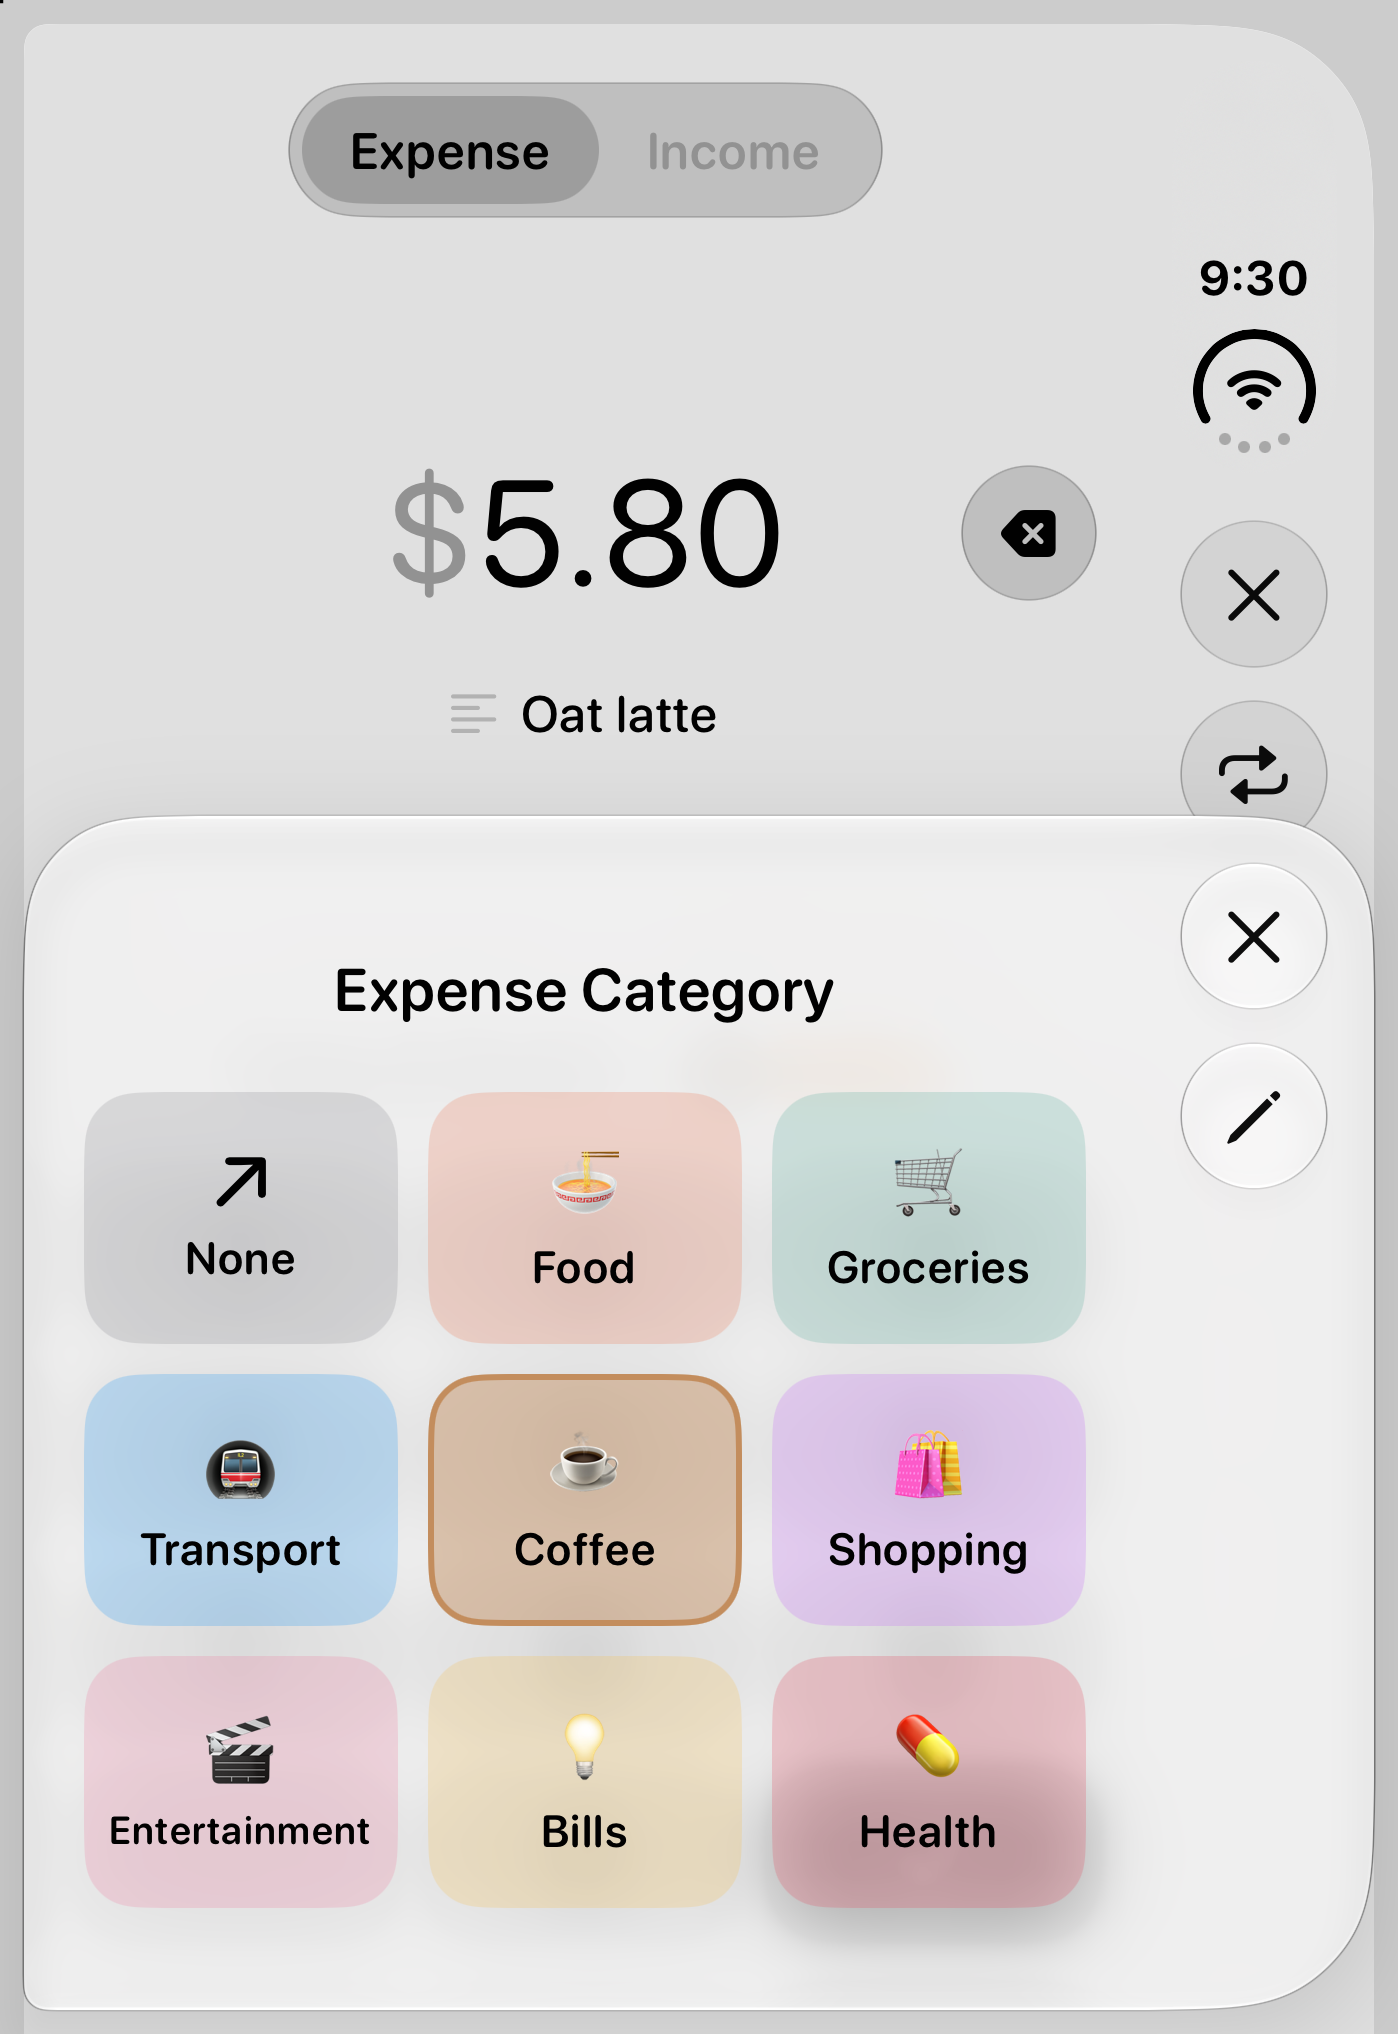 Expense Income
9:30
$5.80
Oat latte
Expense Category
None
Food
Groceries
Transport
Coffee
Shopping
Entertainment
Bills
Health